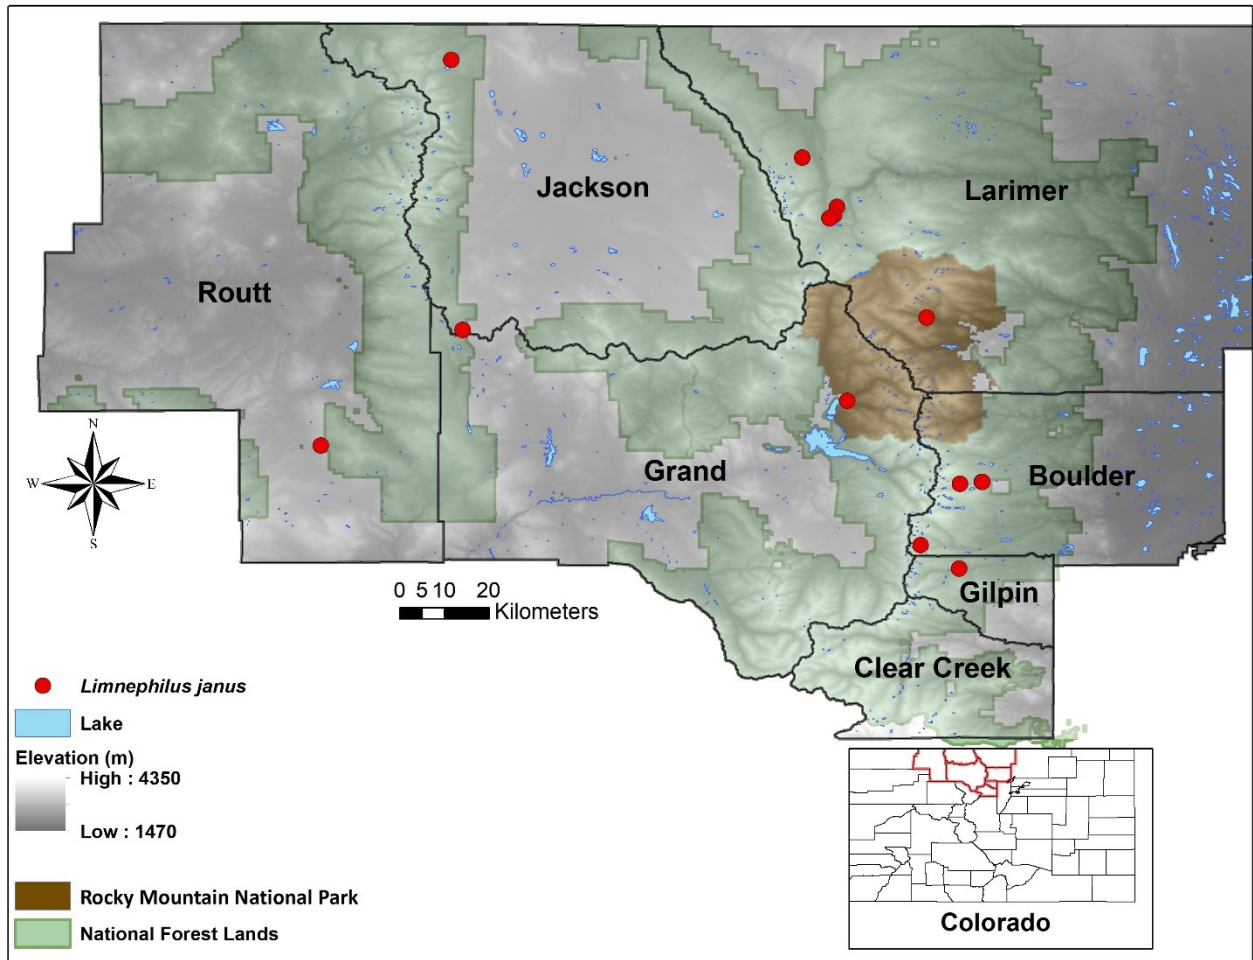 Jackson
Larimer
Routt
N
W E
S
Grand
Boulder
0 5 10 20
Kilometers
Gilpin
Clear Creek
Limnephilus janus
Lake
Elevation (m)
High : 4350
Low : 1470
Rocky Mountain National Park
National Forest Lands
Colorado